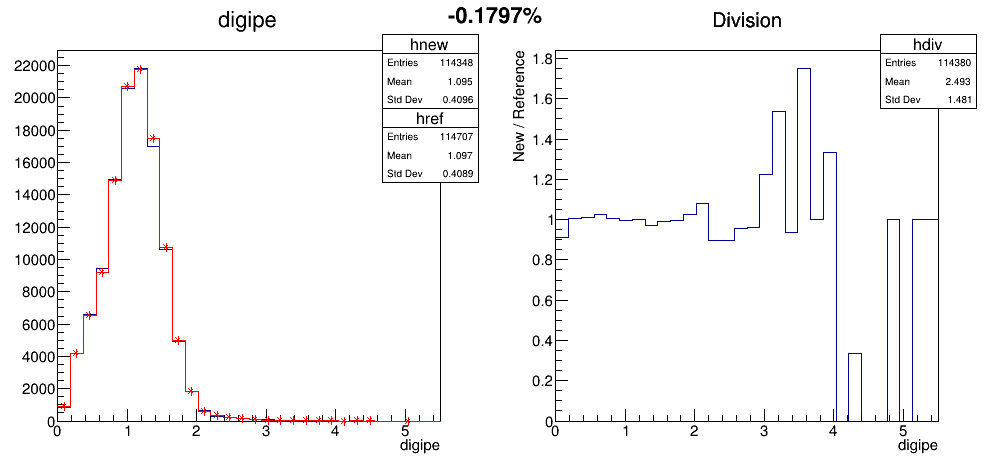 -0.1797%
digipe
hnew
Entries 114348
Mean 1.095
Std Dev 0.4096
href
Entries 114707
Mean 1.097
Std Dev 0.4089
22000
20000
18000
16000
14000
12000
10000
8000
6000
4000
2000
0
0 1 2 3 4 5
digipe
Division
hdiv
Entries 114380
Mean 2.493
Std Dev 1.481
New / Reference
1.8
1.6
1.4
1.2
1
0.8
0.6
0.4
0.2
0
0 1 2 3 4 5
digipe